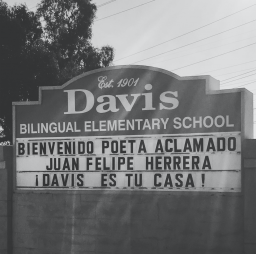 Est. 1901
Davis
BILINGUAL ELEMENTARY SCHOOL
BIENVENIDO POETA ACLAMADO
JUAN FELIPE HERRERA
¡DAVIS ES TU CASA!